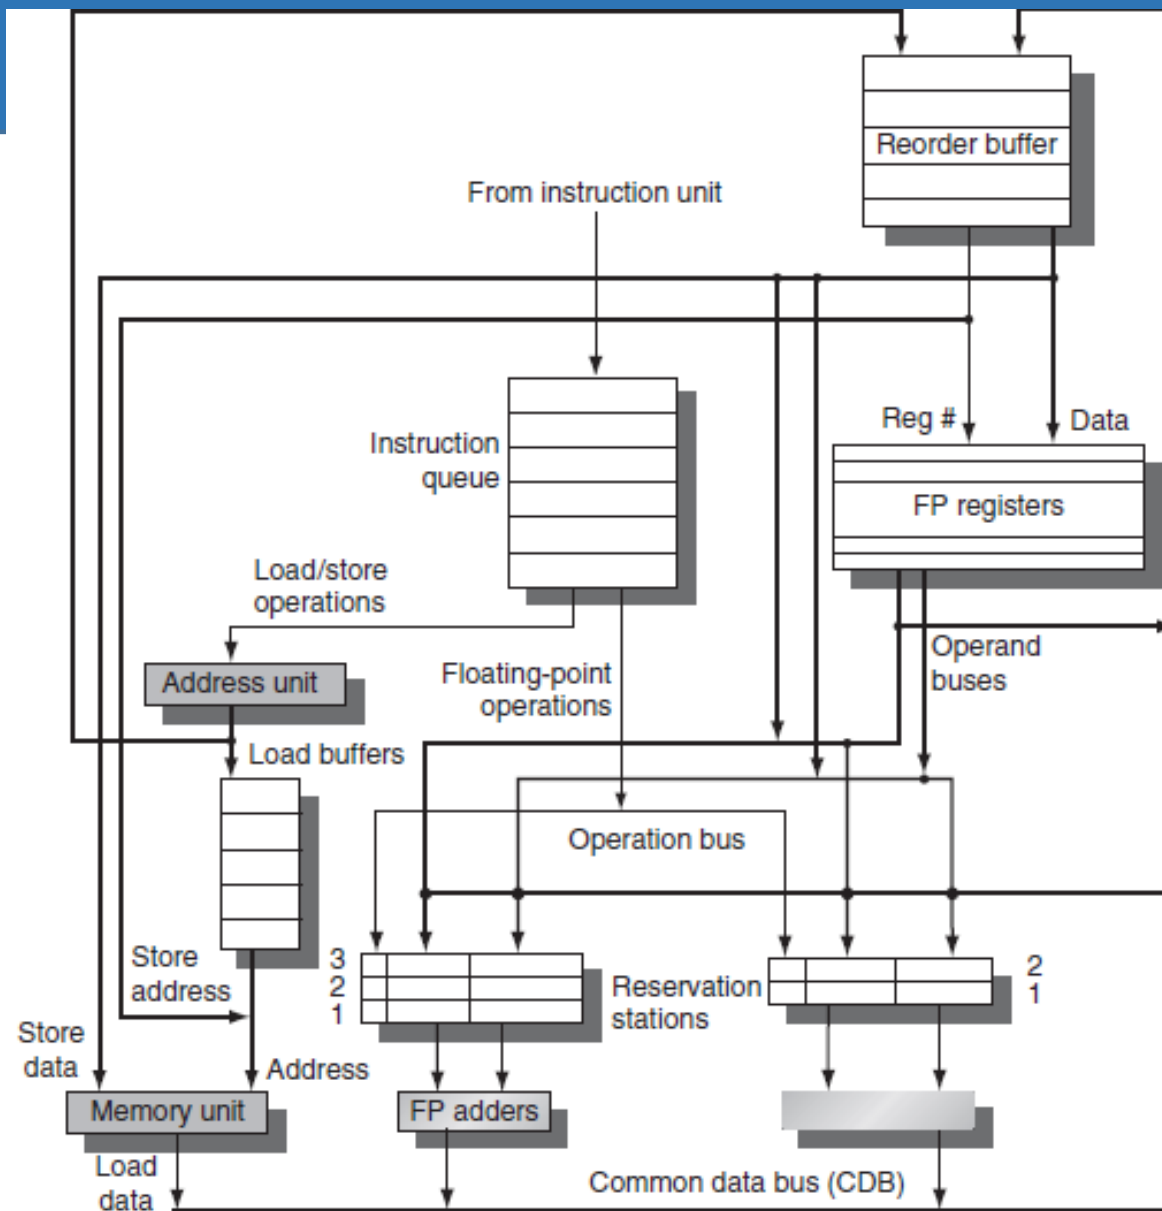 Reorder buffer
From instruction unit
Reg #
Data
Instruction
queue
FP registers
Load/store
operations
Operand
buses
Address unit
Floating-point
operations
Load buffers
Operation bus
Store
address
3
2
1
Reservation
stations
2
1
Store
data
Address
Memory unit
FP adders
Load
data
Common data bus (CDB)